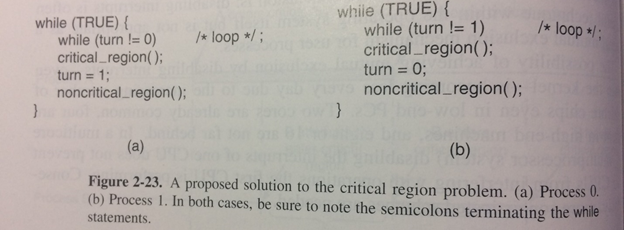 while (TRUE) {
while (turn != 0) /* loop */ ;
critical_region( );
turn = 1;
noncritical_region( );
}
(a)
while (TRUE) {
while (turn != 1) /* loop */ ;
critical_region( );
turn = 0;
noncritical_region( );
}
(b)
Figure 2-23. A proposed solution to the critical region problem. (a) Process 0.
(b) Process 1. In both cases, be sure to note the semicolons terminating the while
statements.